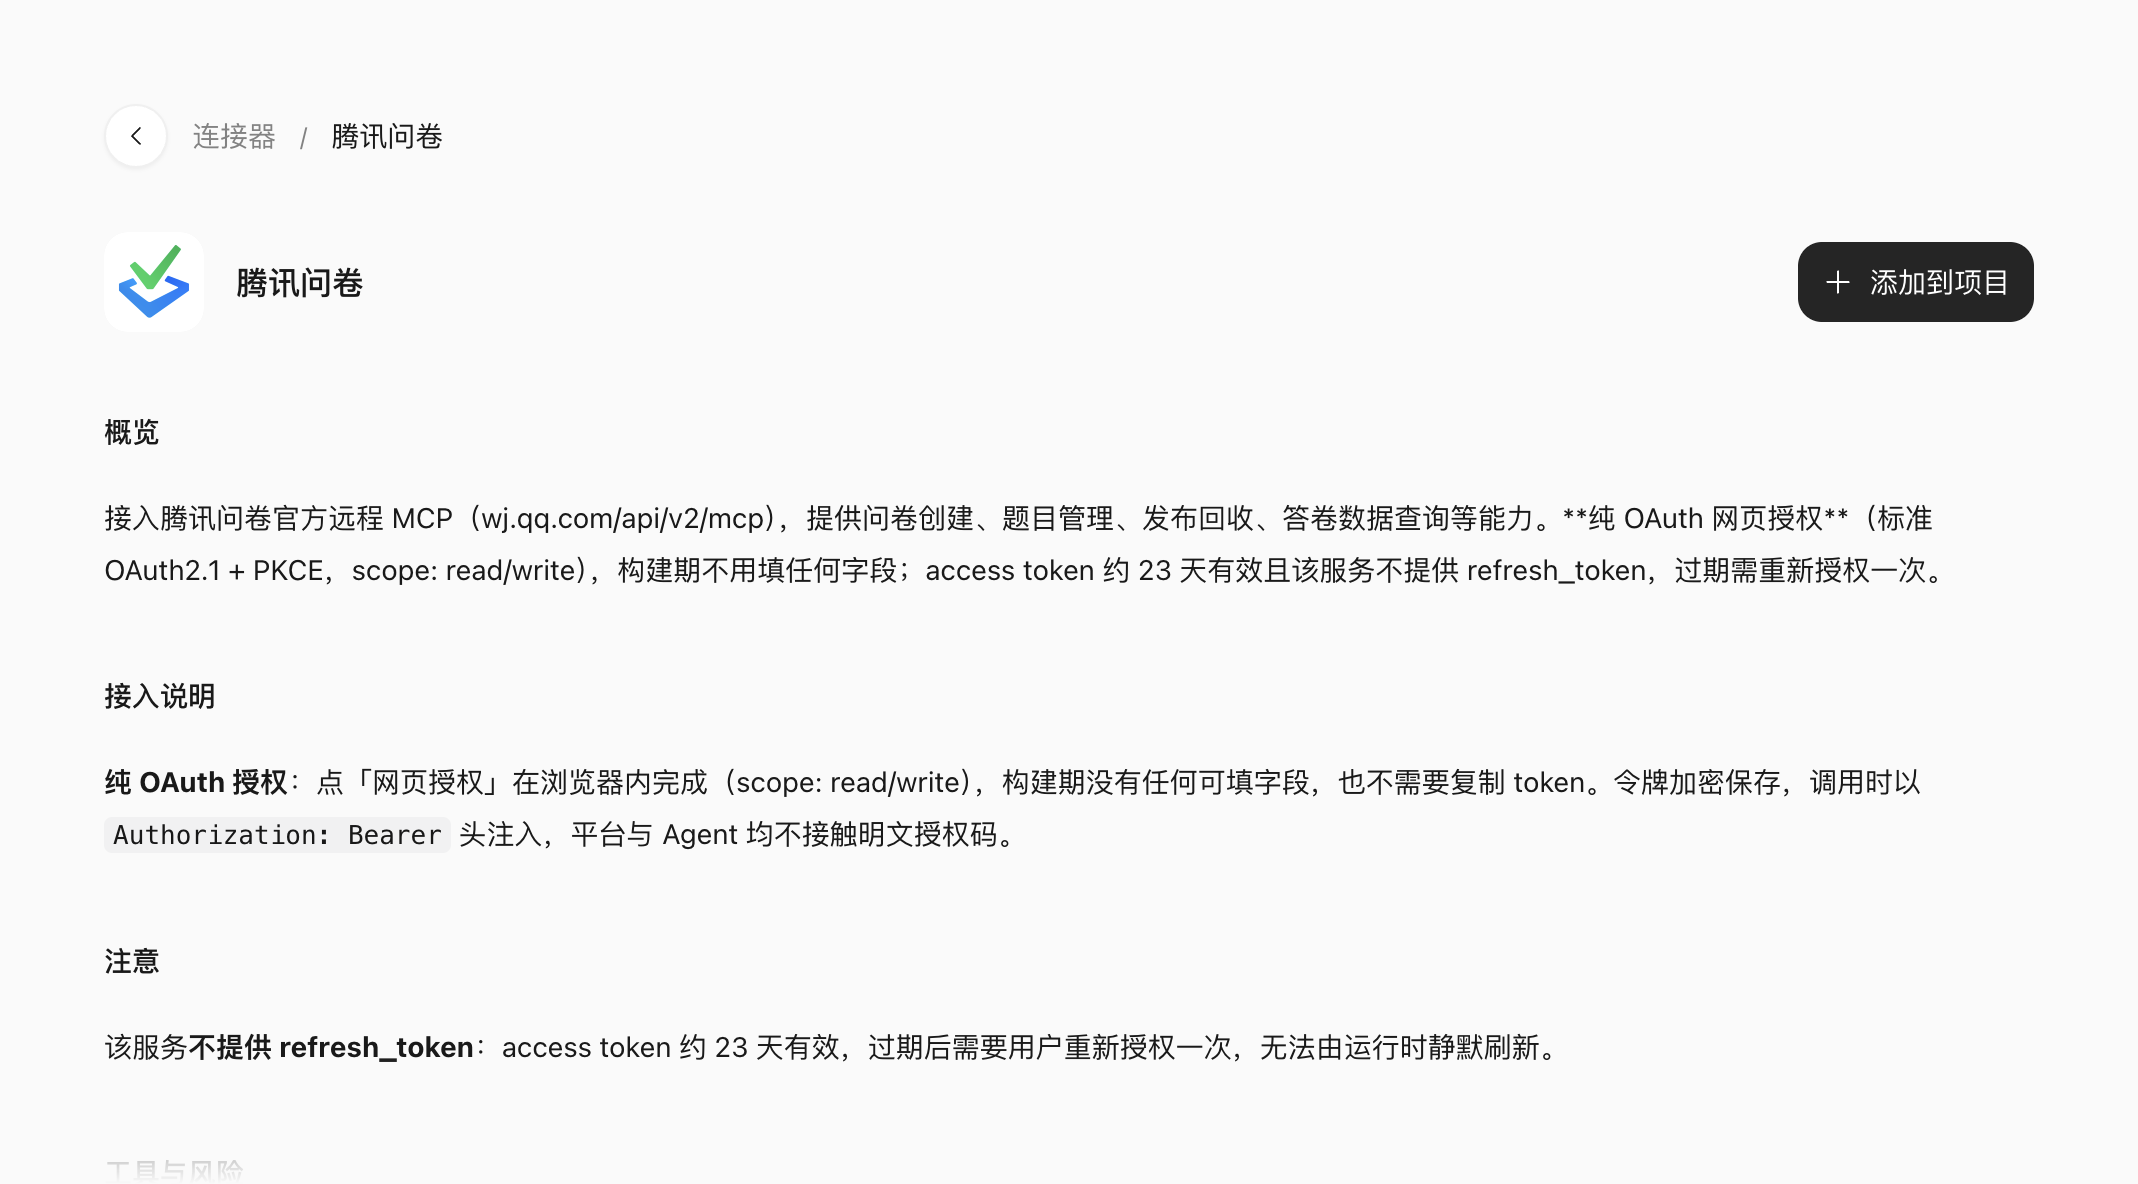 连接器 / 腾讯问卷
腾讯问卷
添加到项目
概览
接入腾讯问卷官方远程 MCP（wj.qq.com/api/v2/mcp），提供问卷创建、题目管理、发布回收、答卷数据查询等能力。**纯 OAuth 网页授权**（标准
OAuth2.1 + PKCE，scope: read/write），构建期不用填任何字段；access token 约 23 天有效且该服务不提供 refresh_token，过期需重新授权一次。
接入说明
纯 OAuth 授权：点「网页授权」在浏览器内完成（scope: read/write），构建期没有任何可填字段，也不需要复制 token。令牌加密保存，调用时以
Authorization: Bearer 头注入，平台与 Agent 均不接触明文授权码。
注意
该服务不提供 refresh_token：access token 约 23 天有效，过期后需要用户重新授权一次，无法由运行时静默刷新。
工具与风险